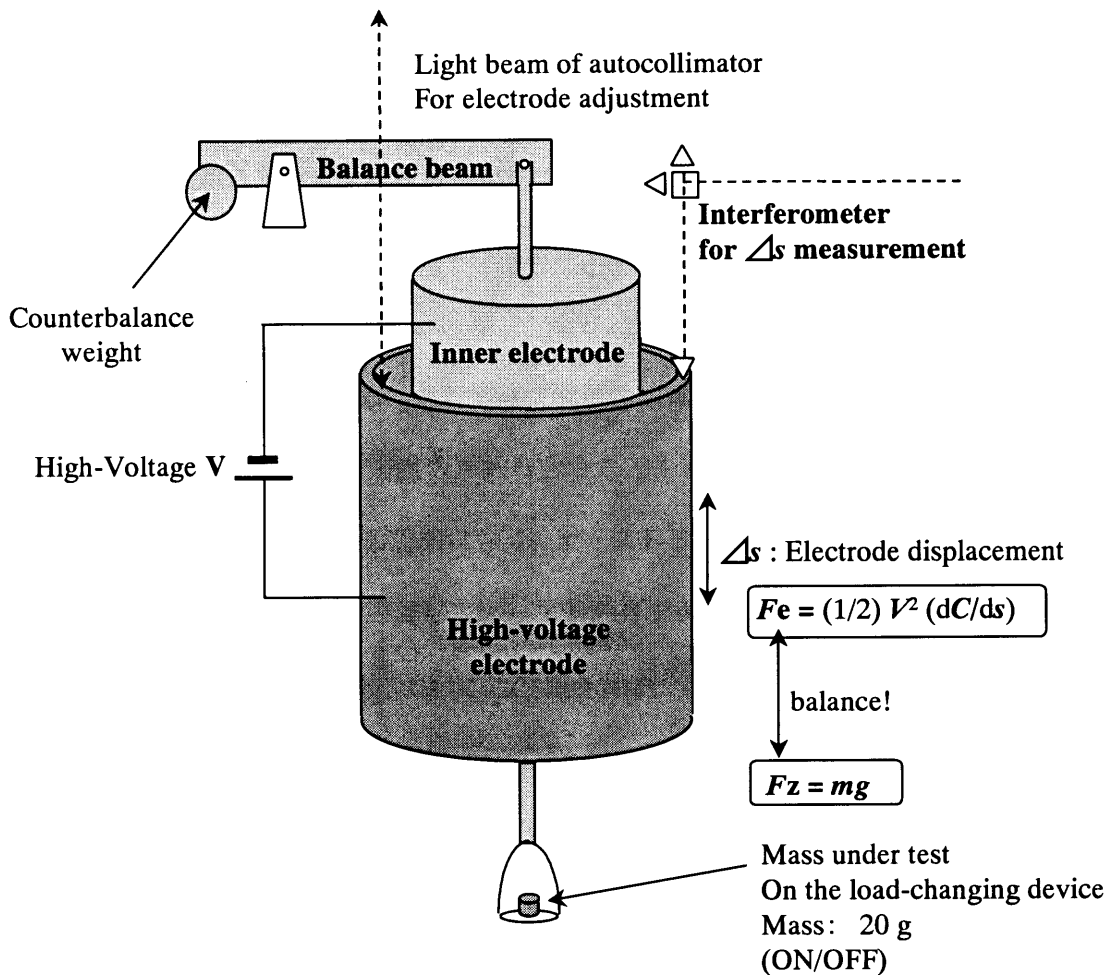 Light beam of autocollimator
For electrode adjustment
Balance beam
Interferometer
for ⊿s measurement
Counterbalance
weight
Inner electrode
High-Voltage V
⊿s : Electrode displacement
Fe = (1/2) V² (dC/ds)
High-voltage
electrode
balance!
Fz = mg
Mass under test
On the load-changing device
Mass: 20 g
(ON/OFF)